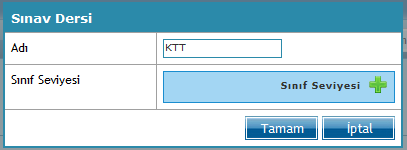 Sınav Dersi
Adı
KTT
Sınıf Seviyesi
Sınıf Seviyesi
Tamam
İptal